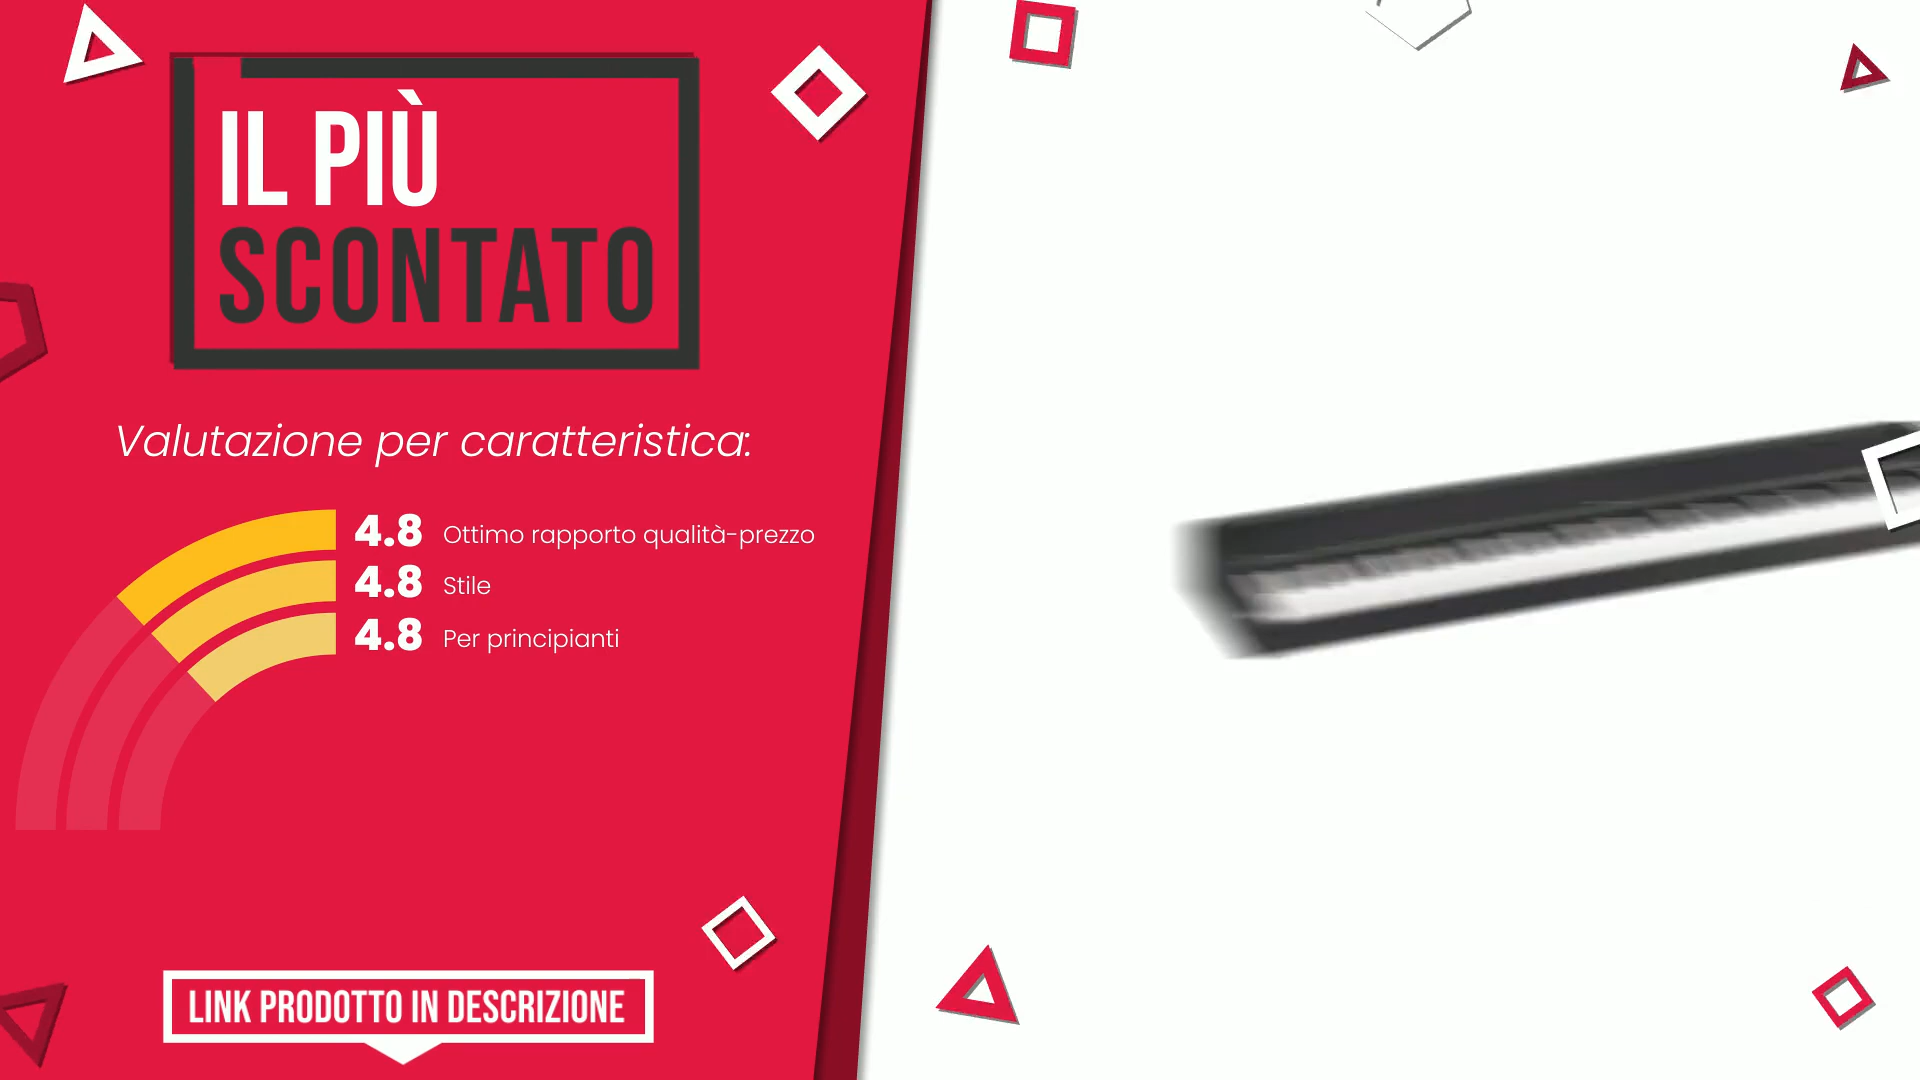 IL PIÙ
SCONTATO
Valutazione per caratteristica:
4.8 Ottimo rapporto qualità-prezzo
4.8 Stile
4.8 Per principianti
LINK PRODOTTO IN DESCRIZIONE